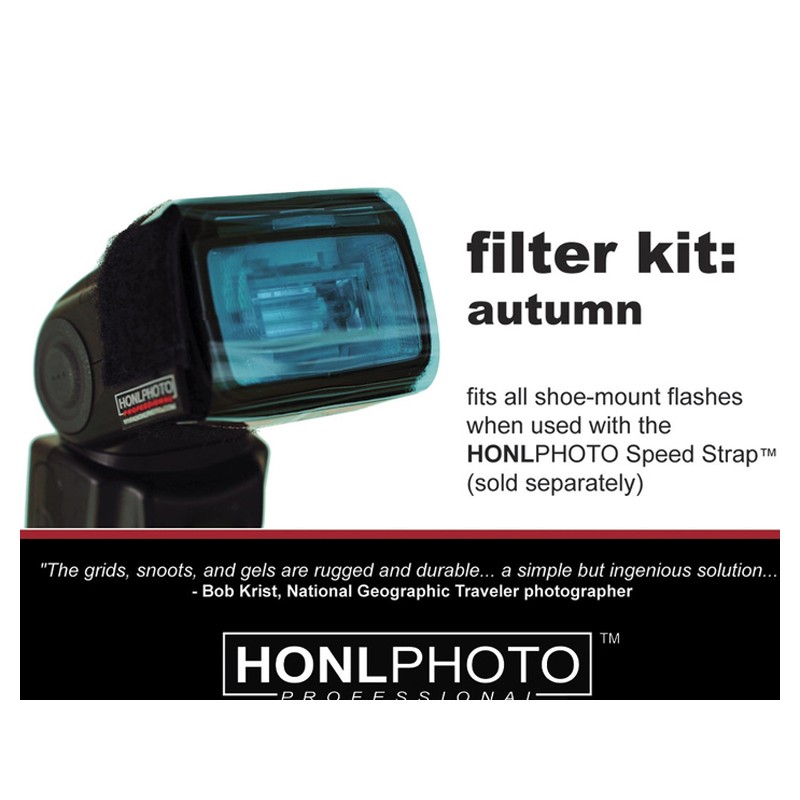 filter kit:
autumn
fits all shoe-mount flashes
when used with the
HONLPHOTO Speed Strap™
(sold separately)
HONLPHOTO
PROFESSIONAL
"The grids, snoots, and gels are rugged and durable... a simple but ingenious solution...
- Bob Krist, National Geographic Traveler photographer
HONLPHOTO™
PROFESSIONAL